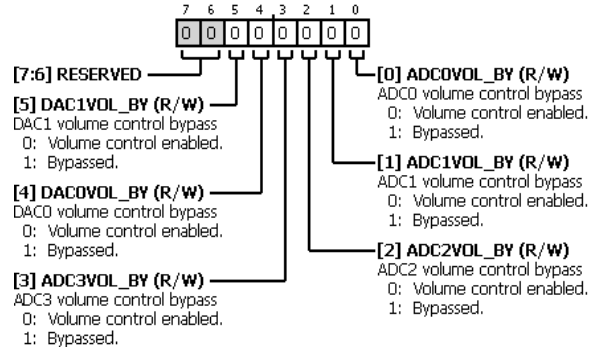 7 6 5 4 3 2 1 0
0 0 0 0 0 0 0 0
[7:6] RESERVED
[5] DAC1VOL_BY (R/W)
DAC1 volume control bypass
0: Volume control enabled.
1: Bypassed.
[4] DAC0VOL_BY (R/W)
DAC0 volume control bypass
0: Volume control enabled.
1: Bypassed.
[3] ADC3VOL_BY (R/W)
ADC3 volume control bypass
0: Volume control enabled.
1: Bypassed.
[0] ADC0VOL_BY (R/W)
ADC0 volume control bypass
0: Volume control enabled.
1: Bypassed.
[1] ADC1VOL_BY (R/W)
ADC1 volume control bypass
0: Volume control enabled.
1: Bypassed.
[2] ADC2VOL_BY (R/W)
ADC2 volume control bypass
0: Volume control enabled.
1: Bypassed.